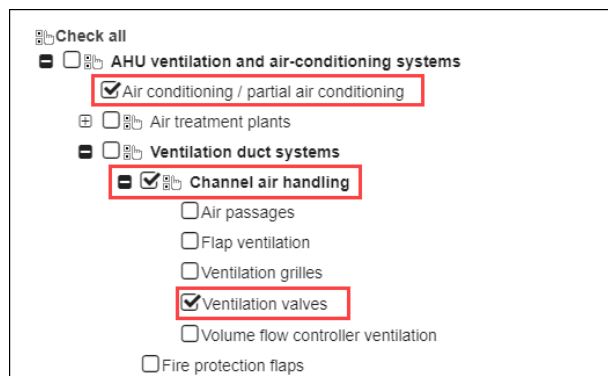 Check all
AHU ventilation and air-conditioning systems
Air conditioning / partial air conditioning
Air treatment plants
Ventilation duct systems
Channel air handling
Air passages
Flap ventilation
Ventilation grilles
Ventilation valves
Volume flow controller ventilation
Fire protection flaps